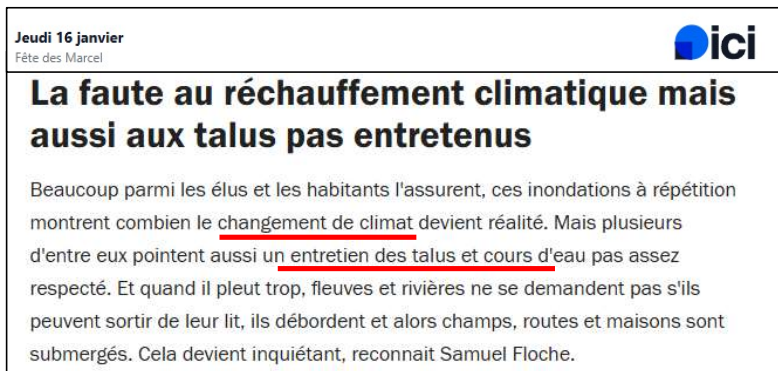 Jeudi 16 janvier
Fête des Marcel
ici
La faute au réchauffement climatique mais
aussi aux talus pas entretenus
Beaucoup parmi les élus et les habitants l'assurent, ces inondations à répétition
montrent combien le changement de climat devient réalité. Mais plusieurs
d'entre eux pointent aussi un entretien des talus et cours d'eau pas assez
respecté. Et quand il pleut trop, fleuves et rivières ne se demandent pas s'ils
peuvent sortir de leur lit, ils débordent et alors champs, routes et maisons sont
submergés. Cela devient inquiétant, reconnait Samuel Floche.